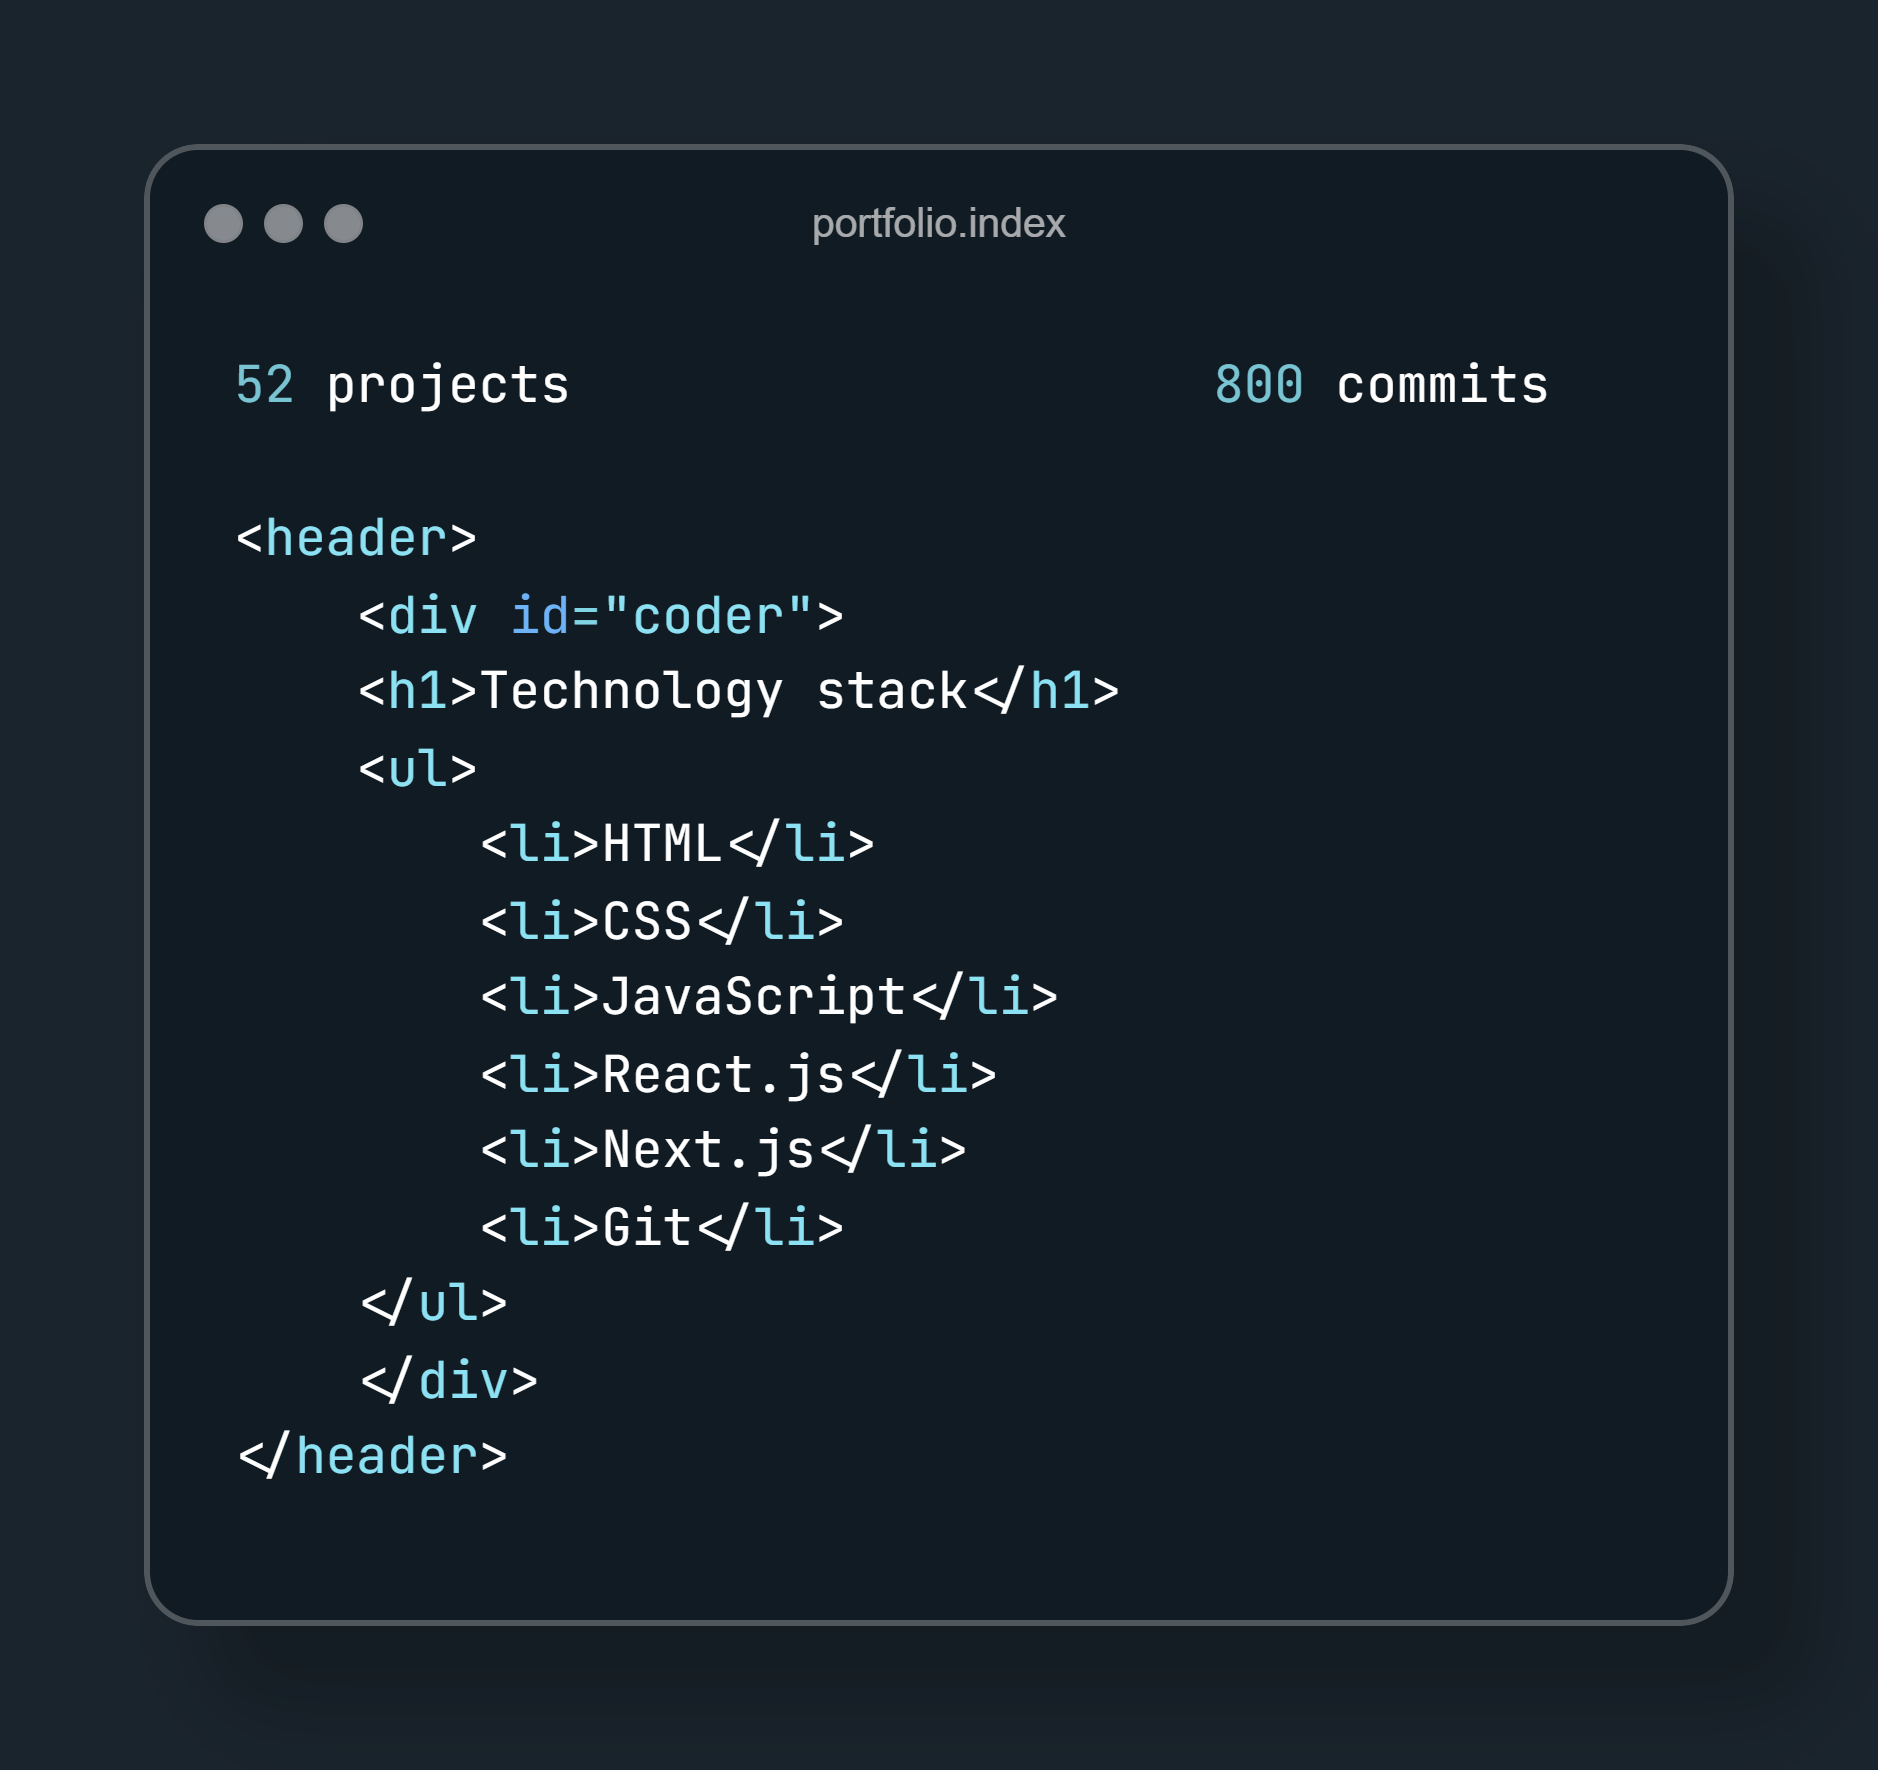 portfolio.index
52 projects 800 commits
<header>
<div id="coder">
<h1>Technology stack</h1>
<ul>
<li>HTML</li>
<li>CSS</li>
<li>JavaScript</li>
<li>React.js</li>
<li>Next.js</li>
<li>Git</li>
</ul>
</div>
</header>